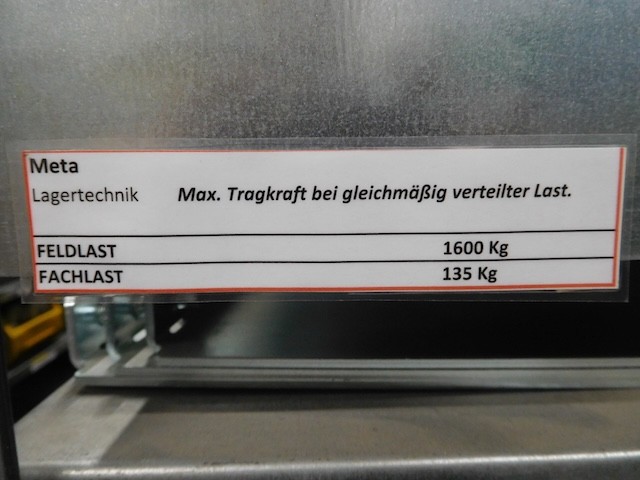 Meta
Lagertechnik Max. Tragkraft bei gleichmäßig verteilter Last.
FELDLAST 1600 Kg
FACHLAST 135 Kg